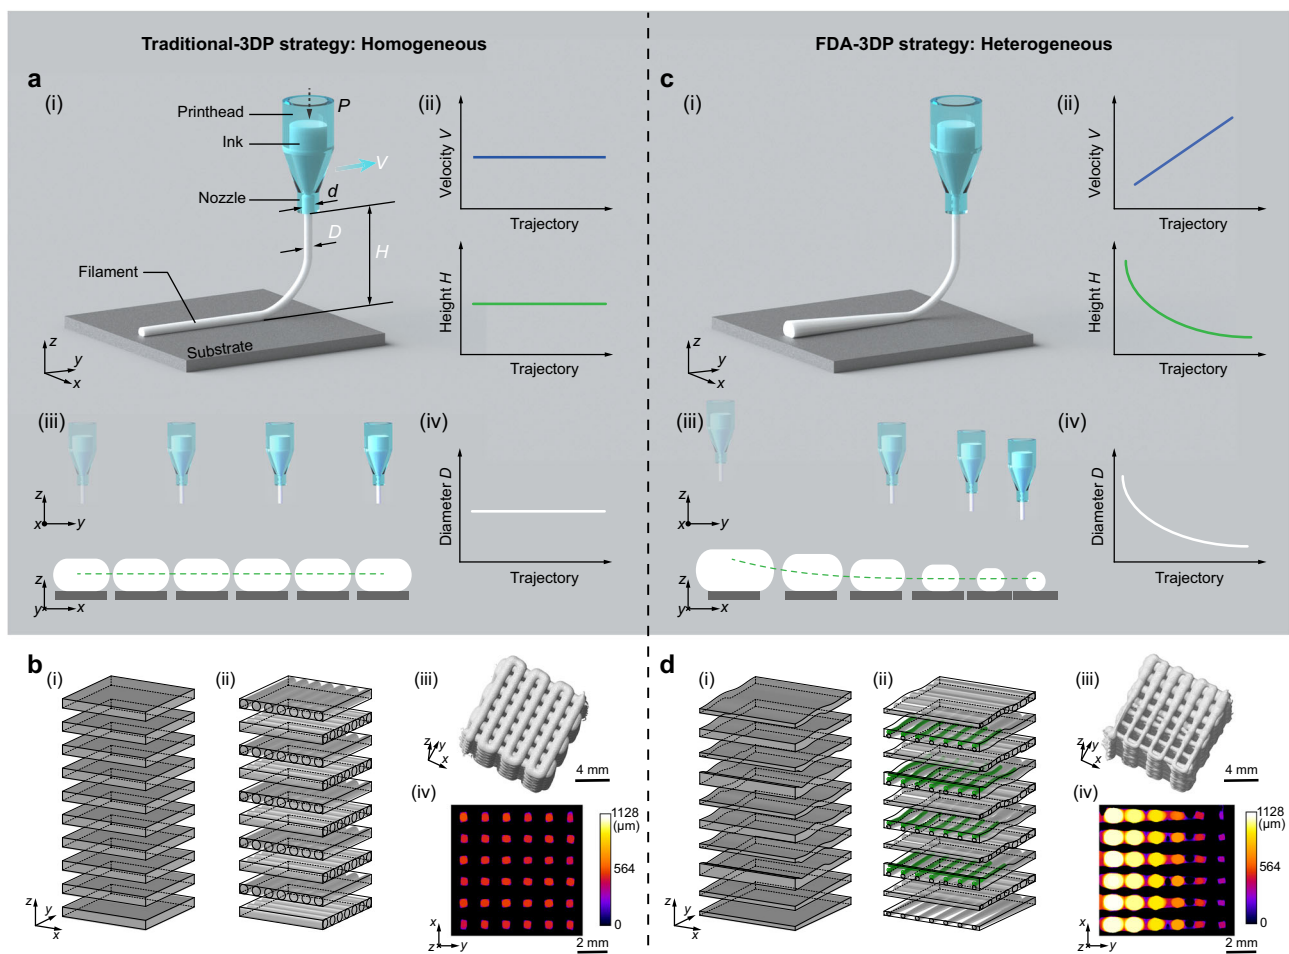 Traditional-3DP strategy: Homogeneous
a
(i)
Printhead
P
Ink
V
Nozzle
d
D
H
Filament
Substrate
z
y
x
(ii)
Velocity V
Trajectory
Height H
Trajectory
(iii)
z
x
y
z
y
x
(iv)
Diameter D
Trajectory
FDA-3DP strategy: Heterogeneous
c
(i)
z
y
x
(ii)
Velocity V
Trajectory
Height H
Trajectory
(iii)
z
x
y
z
y
x
(iv)
Diameter D
Trajectory
b
(i)
z
y
x
(ii)
z
y
x
(iii)
z
y
x
4 mm
(iv)
1128
(μm)
564
0
x
z
y
2 mm
d
(i)
z
y
x
(ii)
z
y
x
(iii)
z
y
x
4 mm
(iv)
1128
(μm)
564
0
x
z
y
2 mm